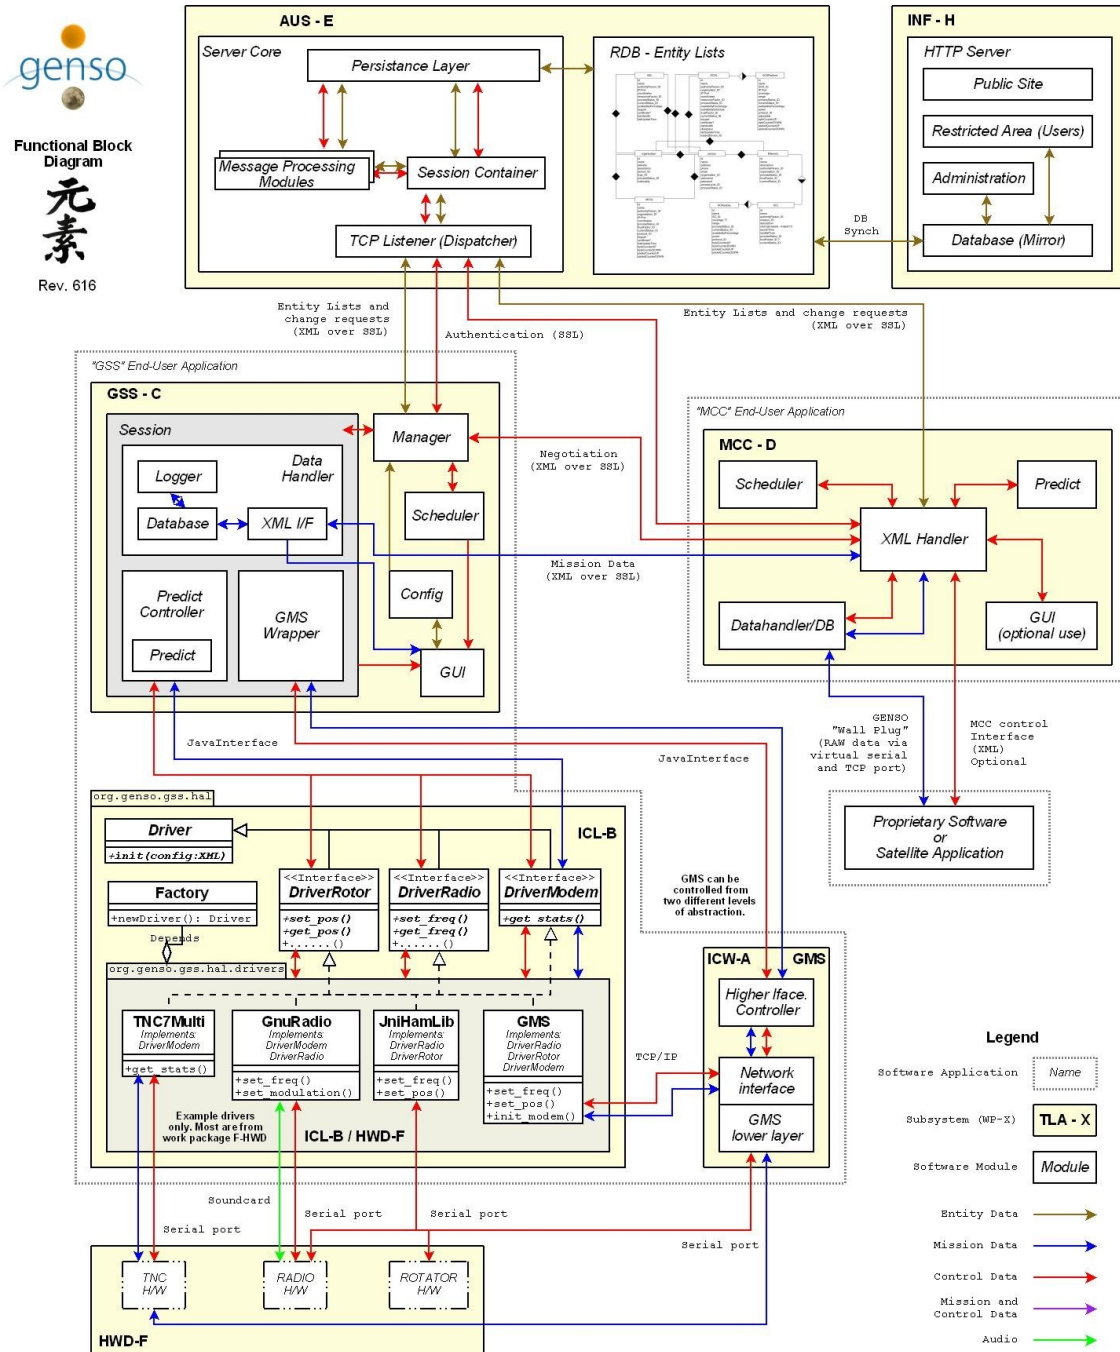 genso
Functional Block
Diagram
元
素
Rev. 616
AUS - E
Server Core
Persistance Layer
Message Processing
Modules
Session Container
TCP Listener (Dispatcher)
RDB - Entity Lists
INF - H
HTTP Server
Public Site
Restricted Area (Users)
Administration
Database (Mirror)
DB
Synch
Entity Lists and
change requests
(XML over SSL)
Authentication (SSL)
Entity Lists and change requests
(XML over SSL)
"GSS" End-User Application
GSS - C
Session
Manager
Data
Handler
Logger
Database
XML I/F
Scheduler
Predict
Controller
Predict
GMS
Wrapper
Config
GUI
Negotiation
(XML over SSL)
Mission Data
(XML over SSL)
"MCC" End-User Application
MCC - D
Scheduler
Predict
XML Handler
Datahandler/DB
GUI
(optional use)
JavaInterface
JavaInterface
GENSO
"Wall Plug"
(RAW data via
virtual serial
and TCP port)
MCC control
Interface
(XML)
Optional
Proprietary Software
or
Satellite Application
org.genso.gss.hal
ICL-B
Driver
+init(config:XML)
Factory
+newDriver(): Driver
Depends
<<Interface>>
DriverRotor
+set_pos()
+get_pos()
+......()
<<Interface>>
DriverRadio
+set_freq()
+get_freq()
+......()
<<Interface>>
DriverModem
+get_stats()
GMS can be
controlled from
two different levels
of abstraction.
org.genso.gss.hal.drivers
TNC7Multi
Implements:
DriverModem
+get_stats()
GnuRadio
Implements:
DriverModem
DriverRadio
+set_freq()
+set_modulation()
JniHamLib
Implements:
DriverRadio
DriverRotor
+set_freq()
+set_pos()
GMS
Implements:
DriverRadio
DriverRotor
DriverModem
+set_freq()
+set_pos()
+init_modem()
Example drivers
only. Most are from
work package F-HWD
ICL-B / HWD-F
TCP/IP
ICW-A
GMS
Higher Iface.
Controller
Network
interface
GMS
lower layer
Soundcard
Serial port
Serial port
Serial port
Serial port
TNC
H/W
RADIO
H/W
ROTATOR
H/W
HWD-F
Legend
Software Application
Name
Subsystem (WP-X)
TLA - X
Software Module
Module
Entity Data
Mission Data
Control Data
Mission and
Control Data
Audio